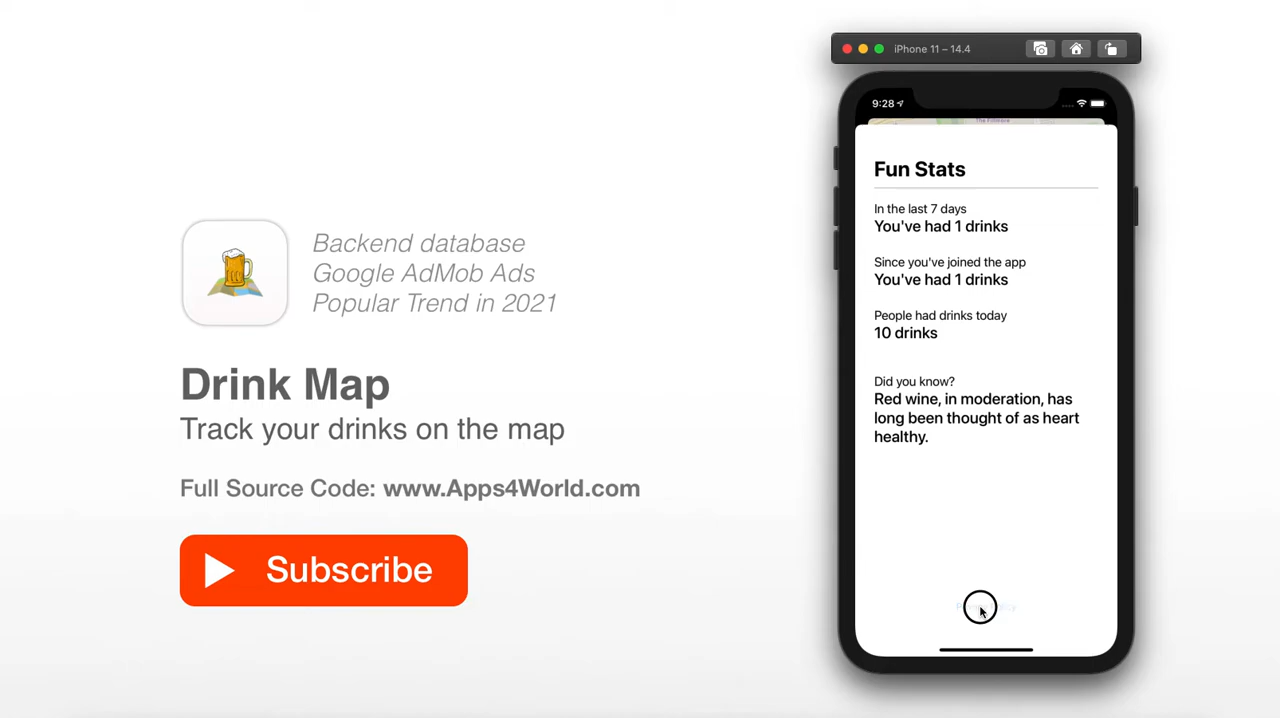 Backend database
Google AdMob Ads
Popular Trend in 2021
Drink Map
Track your drinks on the map
Full Source Code: www.Apps4World.com
Subscribe
iPhone 11 – 14.4
9:28
The Fillmore
Fun Stats
In the last 7 days
You've had 1 drinks
Since you've joined the app
You've had 1 drinks
People had drinks today
10 drinks
Did you know?
Red wine, in moderation, has
long been thought of as heart
healthy.